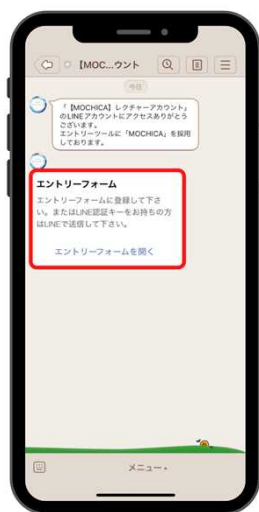 【MOC...ウント
今日
「【MOCHICA】レクチャーアカウント」
のLINEアカウントにアクセスありがとう
ございます。
エントリーツールに「MOCHICA」を採用
しております。
エントリーフォーム
エントリーフォームに登録して下さ
い。またはLINE認証キーをお持ちの方
はLINEで送信して下さい。
エントリーフォームを開く
メニュー